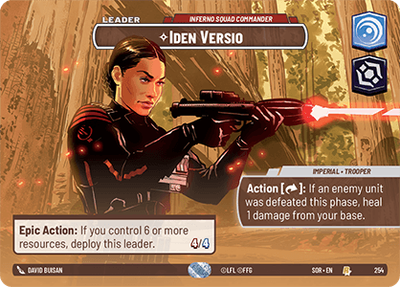 LEADER
INFERNO SQUAD COMMANDER
IDEN VERSIO
IMPERIAL • TROOPER
Action [ ]: If an enemy unit
was defeated this phase, heal
1 damage from your base.
Epic Action: If you control 6 or more
resources, deploy this leader.
4/4
DAVID BUISAN
©LFL ©FFG
SOR • EN
254